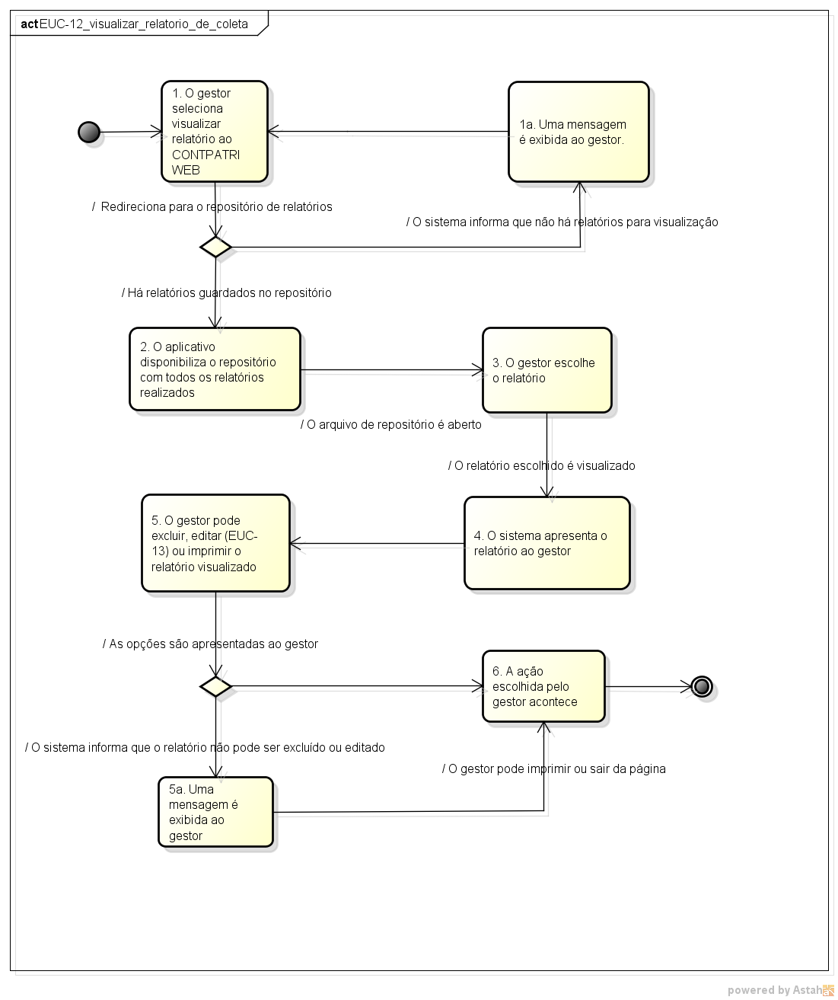 act EUC-12_visualizar_relatorio_de_coleta
1. O gestor
seleciona
visualizar
relatório ao
CONTPATRI
WEB
1a. Uma mensagem
é exibida ao gestor.
/ Redireciona para o repositório de relatórios
/ O sistema informa que não há relatórios para visualização
/ Há relatórios guardados no repositório
2. O aplicativo
disponibiliza o repositório
com todos os relatórios
realizados
3. O gestor escolhe
o relatório
/ O arquivo de repositório é aberto
/ O relatório escolhido é visualizado
5. O gestor pode
excluir, editar (EUC-
13) ou imprimir o
relatório visualizado
4. O sistema apresenta o
relatório ao gestor
/ As opções são apresentadas ao gestor
6. A ação
escolhida pelo
gestor acontece
/ O sistema informa que o relatório não pode ser excluído ou editado
/ O gestor pode imprimir ou sair da página
5a. Uma
mensagem é
exibida ao
gestor
powered by Astah